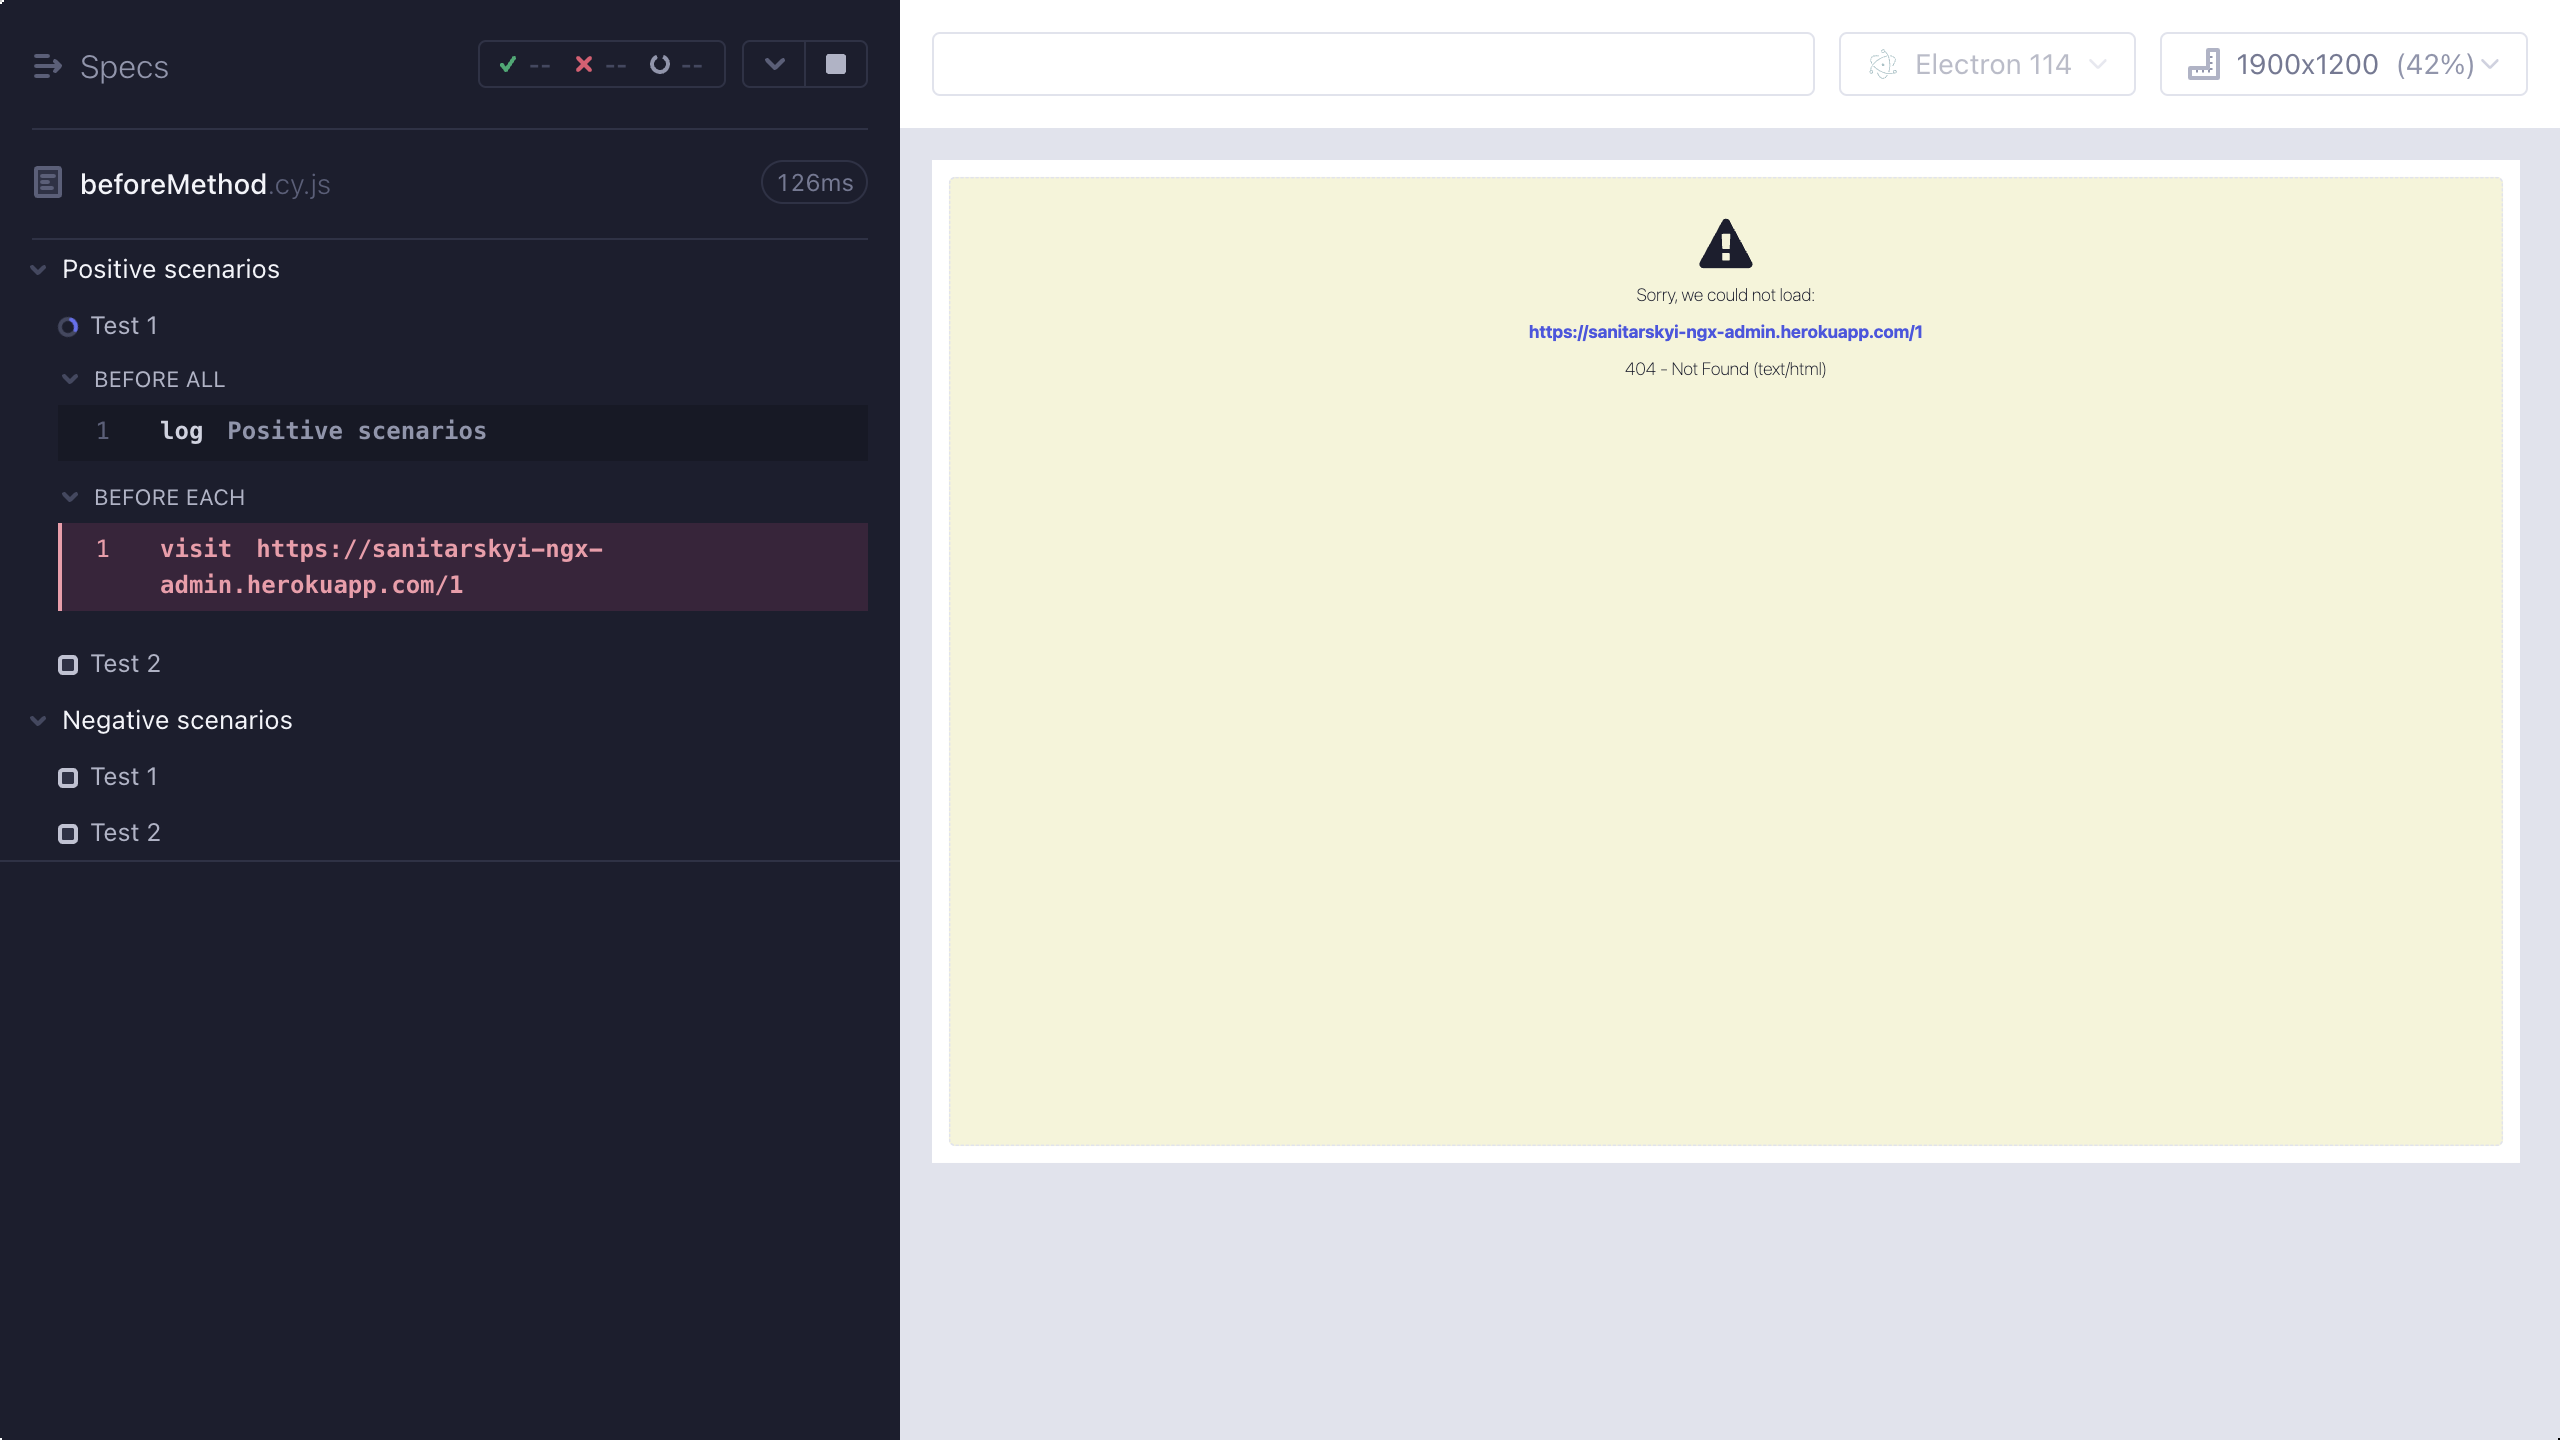 Specs
-- -- --
beforeMethod.cy.js
126ms
Positive scenarios
Test 1
BEFORE ALL
1 log Positive scenarios
BEFORE EACH
1 visit https://sanitarskyi-ngx-
admin.herokuapp.com/1
Test 2
Negative scenarios
Test 1
Test 2
Electron 114
1900x1200 (42%)
Sorry, we could not load:
https://sanitarskyi-ngx-admin.herokuapp.com/1
404 - Not Found (text/html)